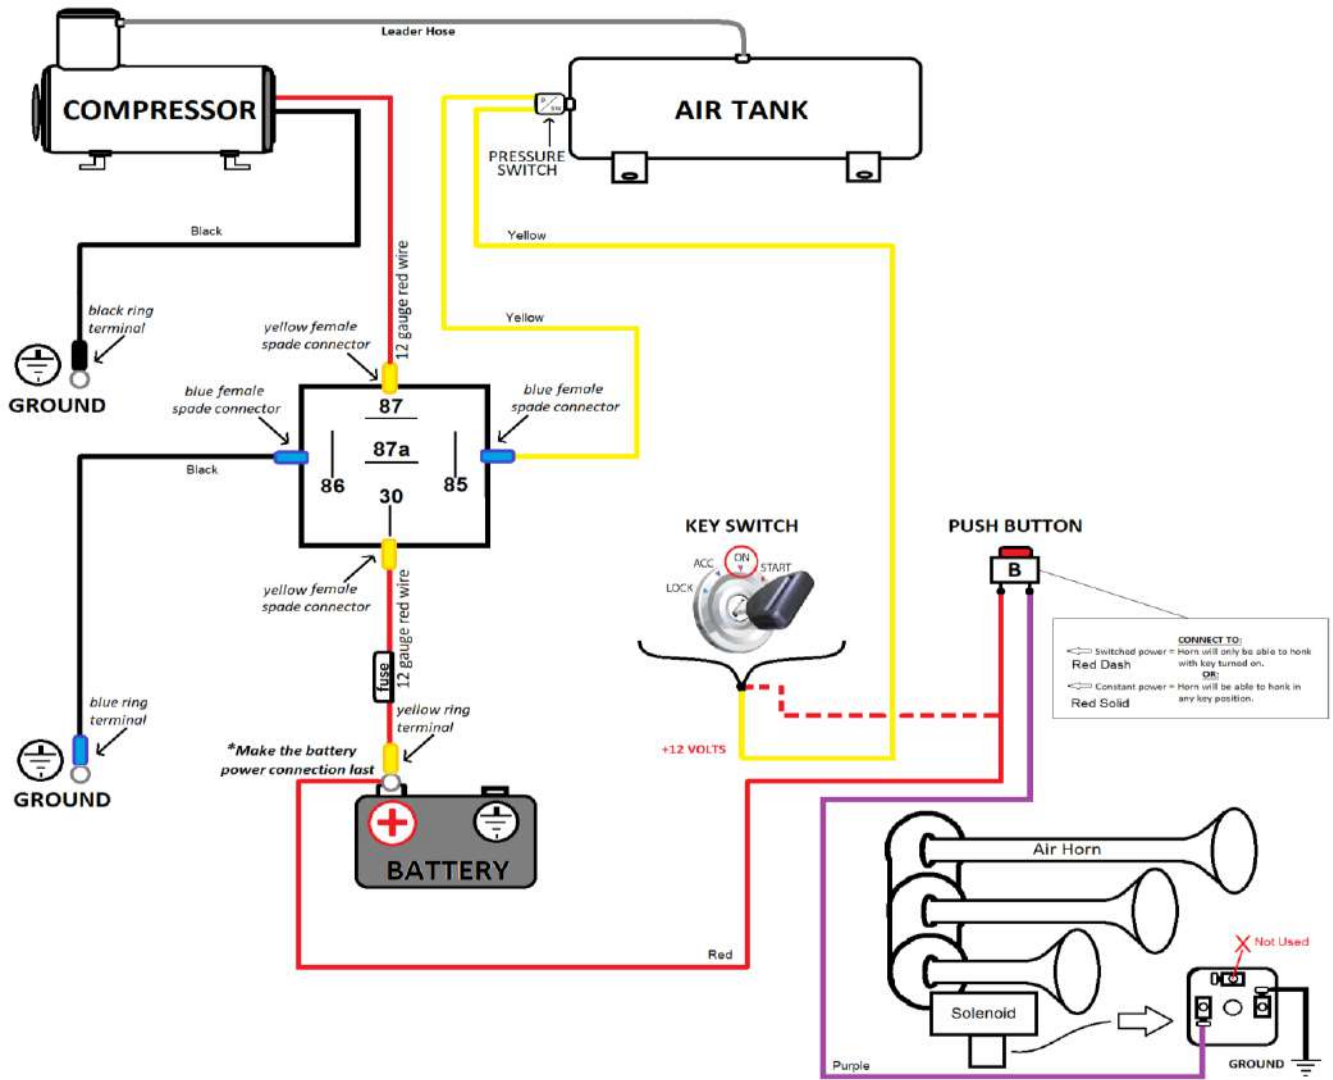 Leader Hose
COMPRESSOR
AIR TANK
PRESSURE
SWITCH
Black
Yellow
12 gauge red wire
black ring
terminal
yellow female
spade connector
Yellow
GROUND
blue female
spade connector
blue female
spade connector
87
87a
86
85
30
Black
KEY SWITCH
ACC
ON
START
LOCK
PUSH BUTTON
B
yellow female
spade connector
12 gauge red wire
fuse
CONNECT TO:
Switched power = Horn will only be able to honk
Red Dash
with key turned on.
OR:
Constant power = Horn will be able to honk in
Red Solid
any key position.
blue ring
terminal
yellow ring
terminal
*Make the battery
power connection last
+12 VOLTS
GROUND
BATTERY
Air Horn
Red
Not Used
Solenoid
GROUND
Purple